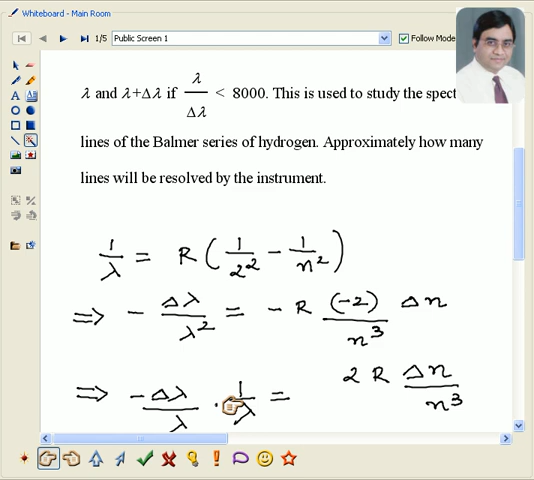 Whiteboard - Main Room
1/5 Public Screen 1 Follow Mode
λ and λ+Δλ if λ/Δλ < 8000. This is used to study the spect
lines of the Balmer series of hydrogen. Approximately how many
lines will be resolved by the instrument.
1/λ = R (1/2² - 1/n²)
⇒ - Δλ/λ² = - R (-2)/n³ Δn
⇒ -Δλ/λ · 1/λ = 2 R Δn/n³